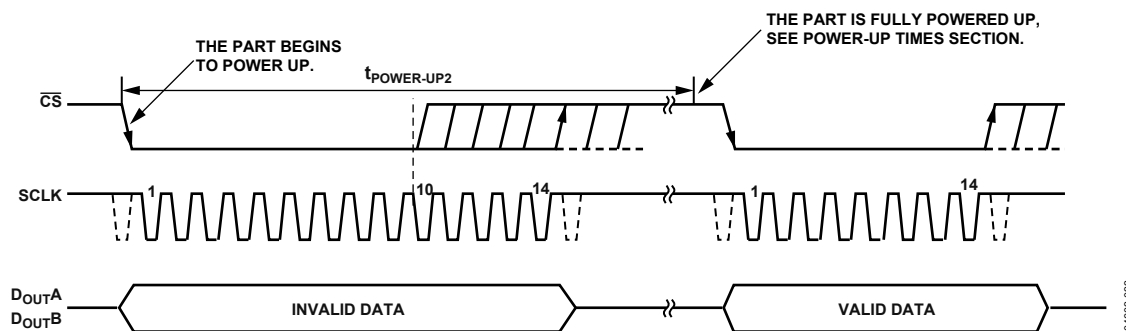 THE PART BEGINS
TO POWER UP.
tPOWER-UP2
THE PART IS FULLY POWERED UP,
SEE POWER-UP TIMES SECTION.
CS
SCLK
1
10
14
1
14
DOUTA
DOUTB
INVALID DATA
VALID DATA